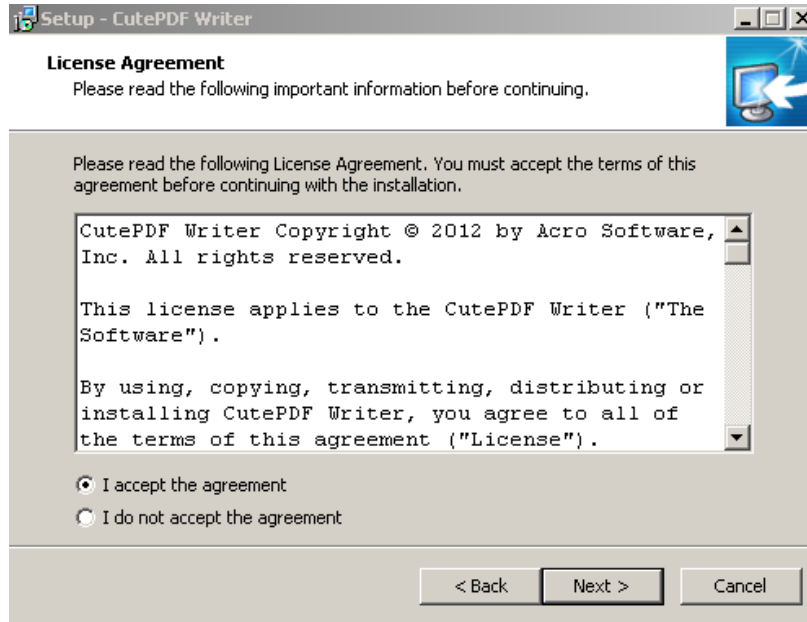 Setup - CutePDF Writer
License Agreement
Please read the following important information before continuing.
Please read the following License Agreement. You must accept the terms of this
agreement before continuing with the installation.
CutePDF Writer Copyright © 2012 by Acro Software,
Inc. All rights reserved.
This license applies to the CutePDF Writer ("The
Software").
By using, copying, transmitting, distributing or
installing CutePDF Writer, you agree to all of
the terms of this agreement ("License").
I accept the agreement
I do not accept the agreement
< Back Next > Cancel